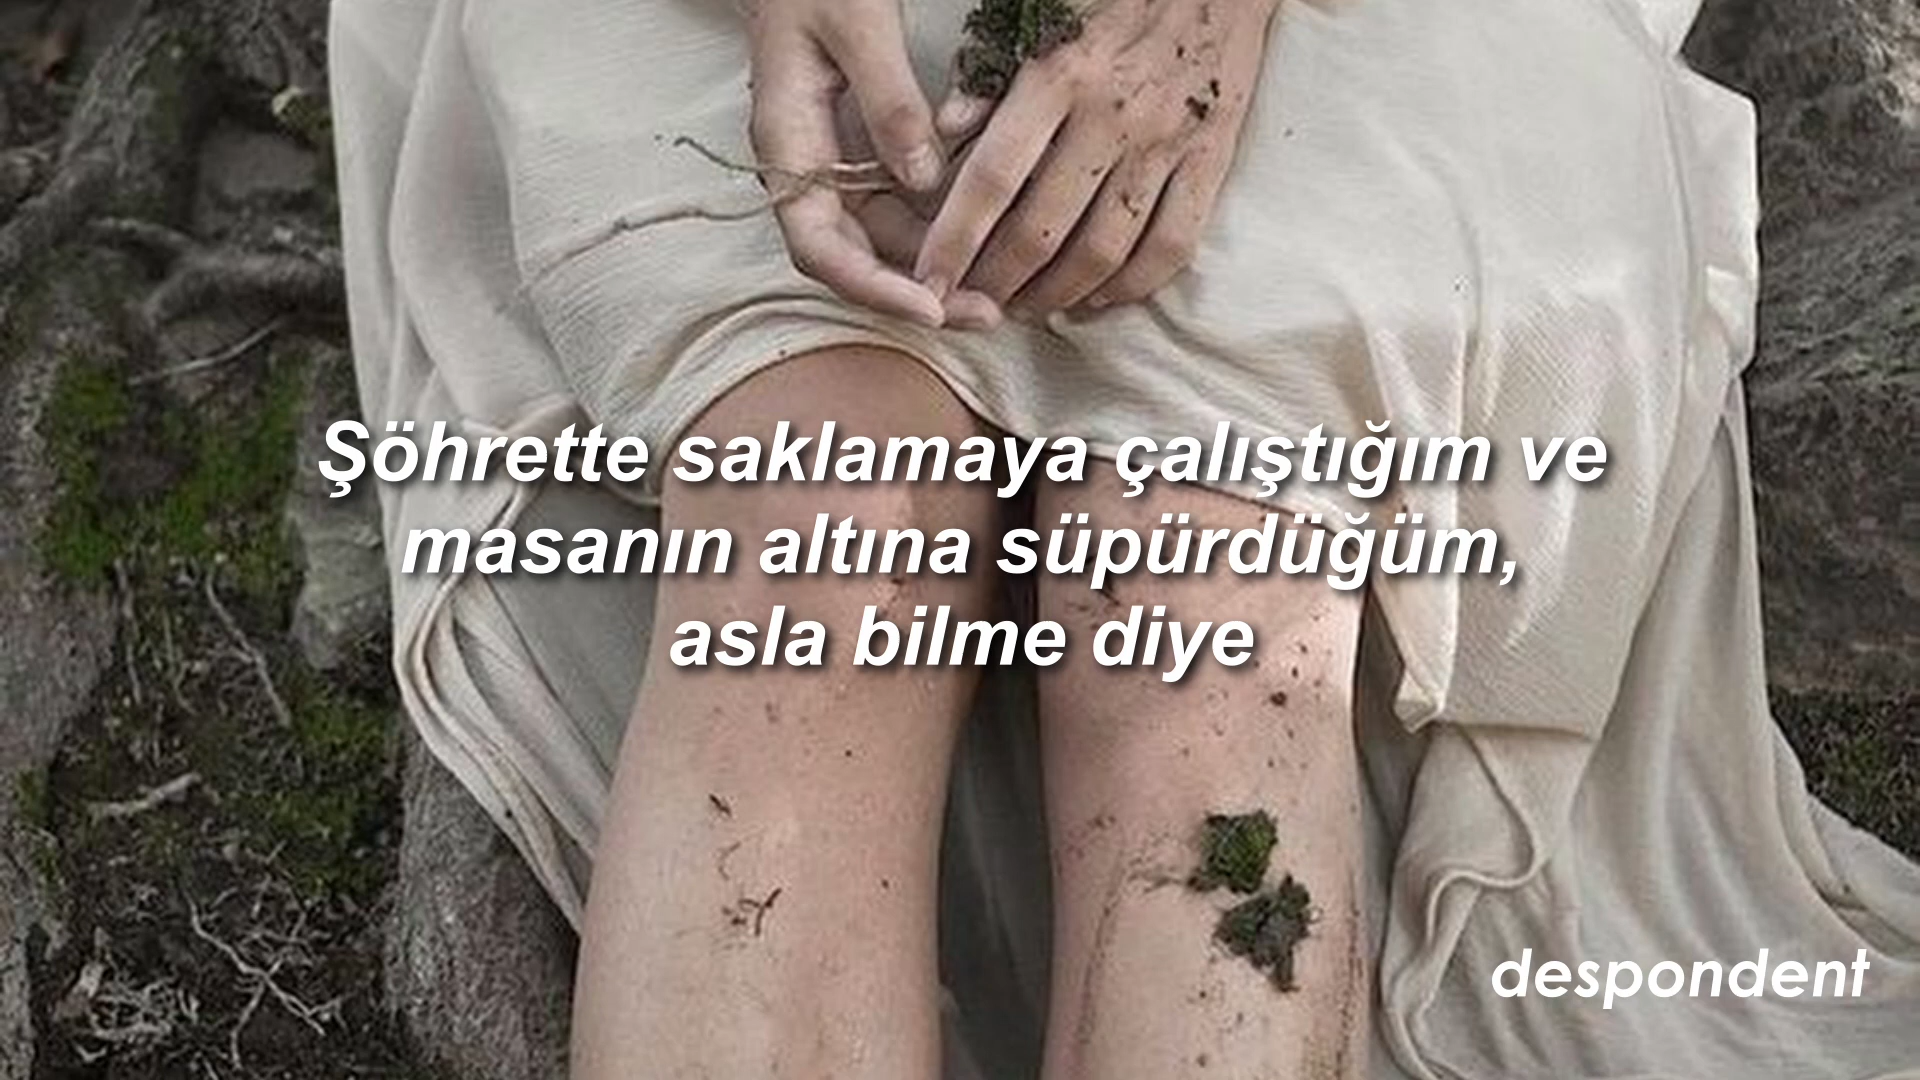 Şöhrette saklamaya çalıştığım ve
masanın altına süpürdüğüm,
asla bilme diye
despondent